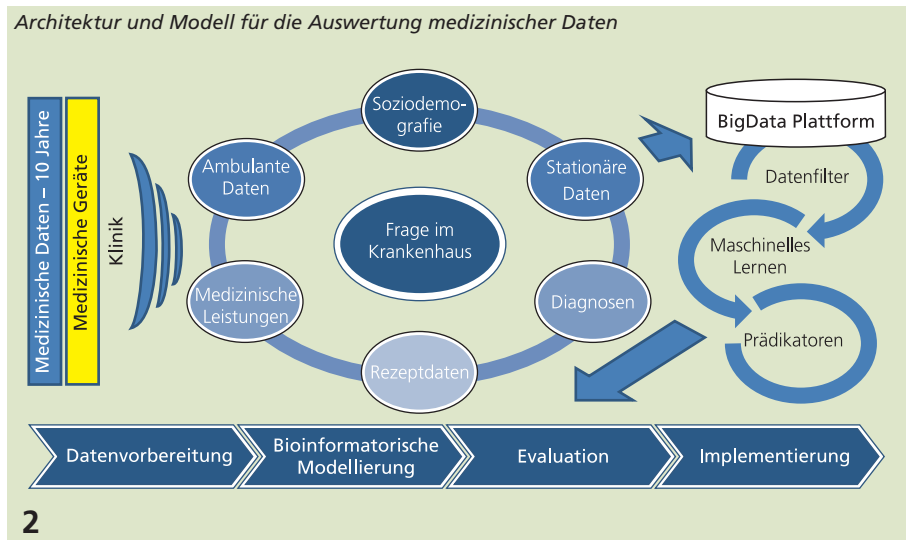 Architektur und Modell für die Auswertung medizinischer Daten
Medizinische Daten – 10 Jahre
Medizinische Geräte
Klinik
Soziodemo-
grafie
Ambulante
Daten
Stationäre
Daten
Frage im
Krankenhaus
Medizinische
Leistungen
Diagnosen
Rezeptdaten
BigData Plattform
Datenfilter
Maschinelles
Lernen
Prädikatoren
Datenvorbereitung
Bioinformatorische
Modellierung
Evaluation
Implementierung
2